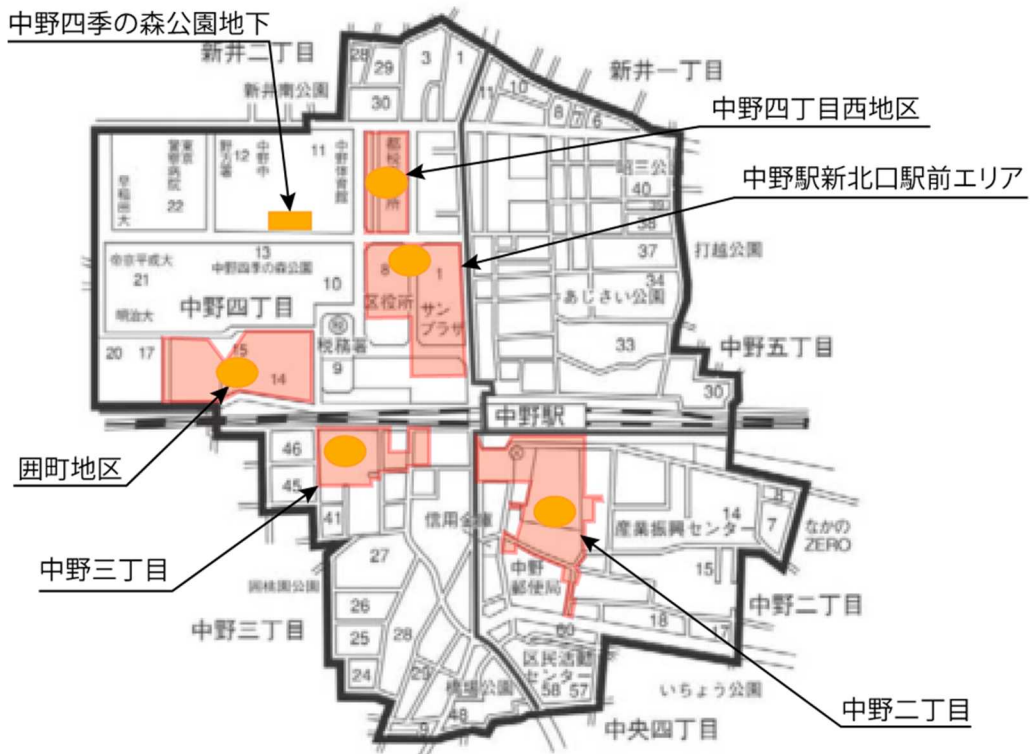 中野四季の森公園地下
新井二丁目
新井一丁目
28
29
3
1
新井南公園
30
11
10
8
7
6
中野四丁目西地区
東京
警察病院
22
早稲田大
野方署
12
中野中
11
中野体育館
都税
所
昭三公
40
39
38
中野駅新北口駅前エリア
37
打越公園
34
帝京平成大
21
13
中野四季の森公園
10
8
1
あじさい公園
中野四丁目
区役所
サン
プラザ
明治大
税
税務署
33
中野五丁目
20
17
15
14
9
30
中野駅
囲町地区
46
45
41
信用金庫
14
産業振興センター
8
7
なかの
ZERO
中野三丁目
27
囲桃園公園
中野
郵便局
15
中野二丁目
26
中野三丁目
25
28
18
17
60
24
29
橋場公園
区民活動
センター
58
57
いちょう公園
48
9
中央四丁目
中野二丁目